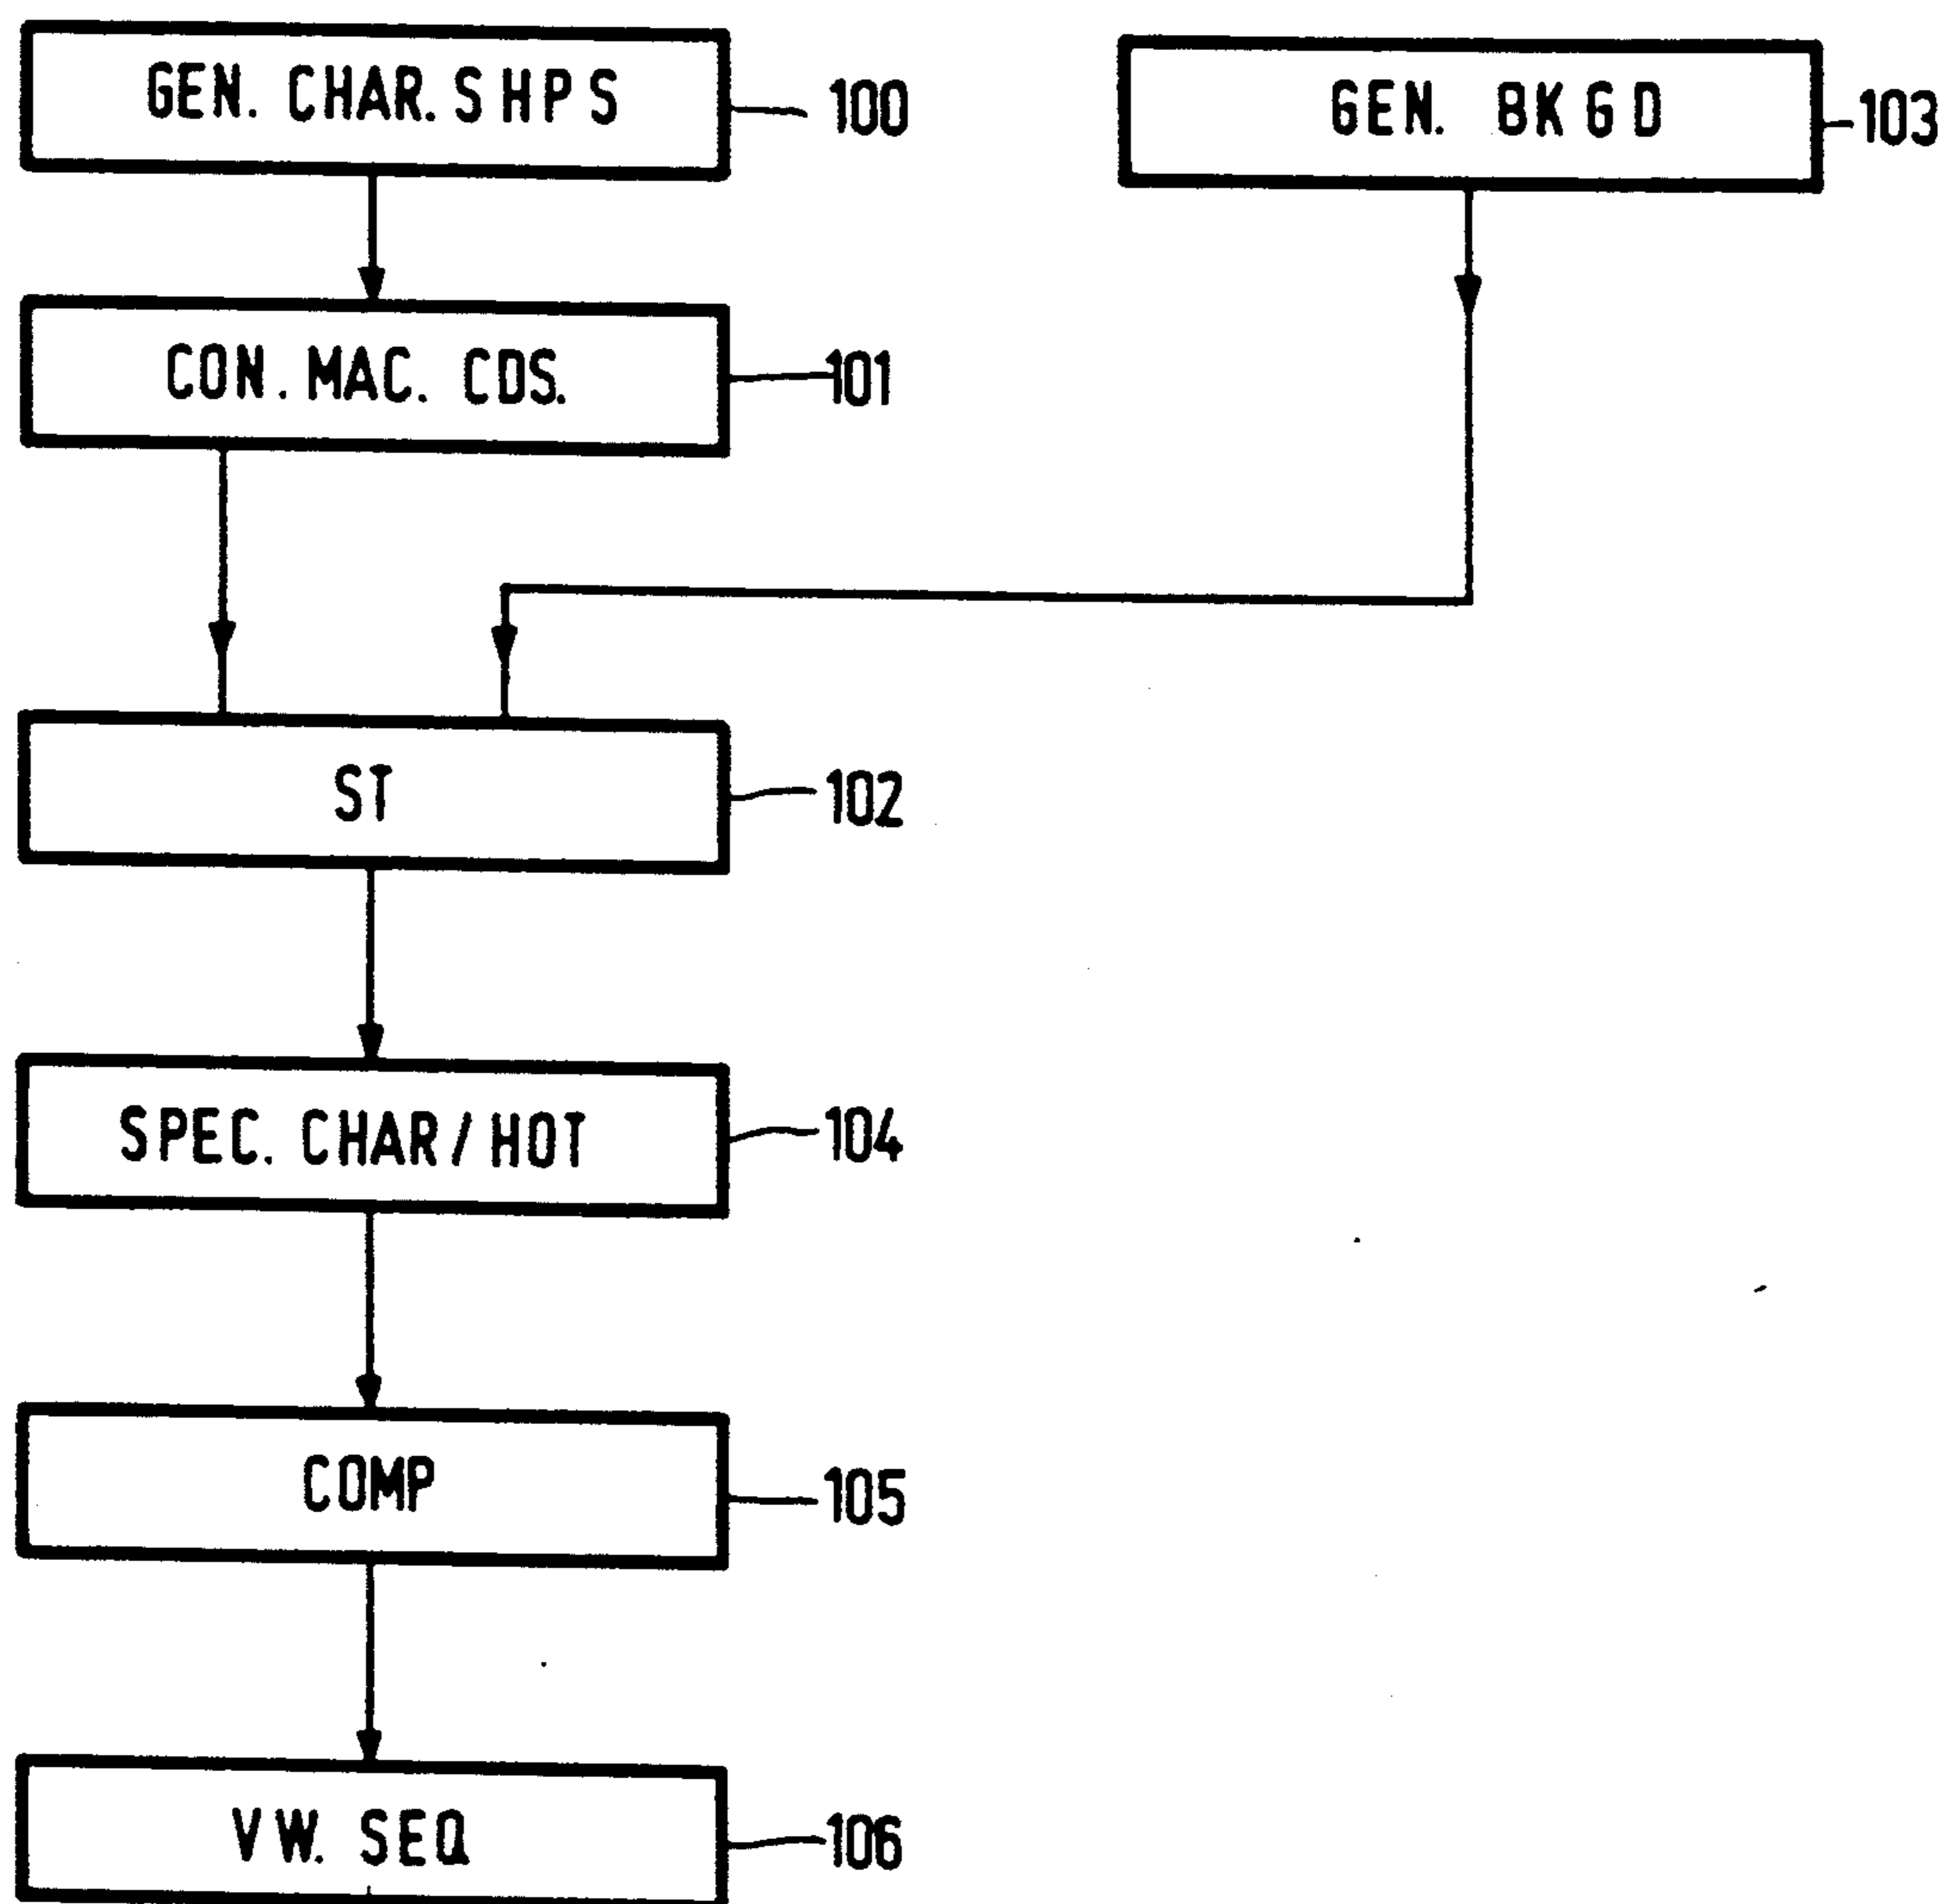 GEN. CHAR. SHPS
100
GEN. BKGD
103
CON. MAC. CDS.
101
ST
102
SPEC. CHAR / HOT
104
COMP
105
VW. SEQ
106